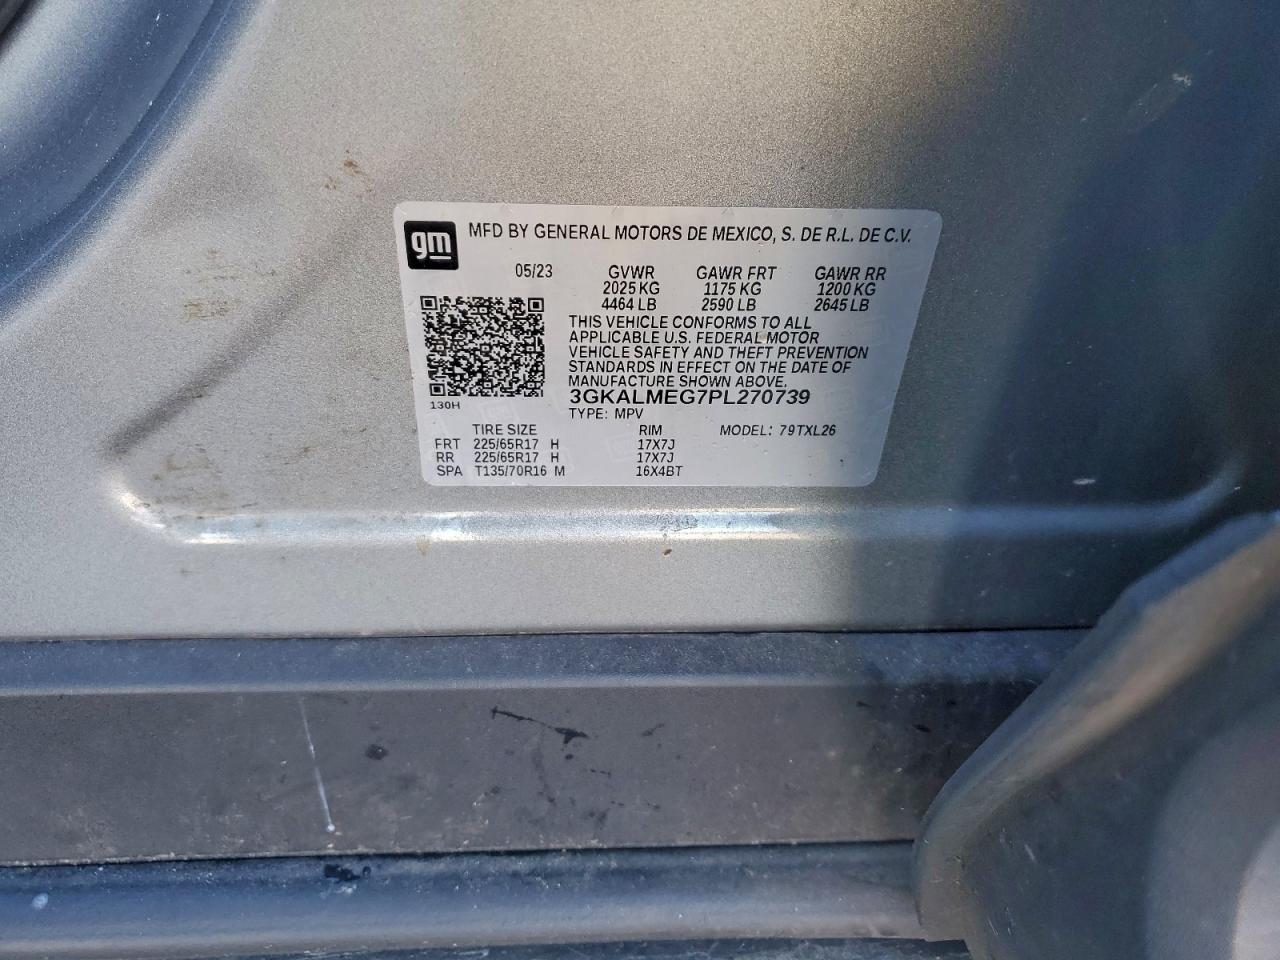 gm
MFD BY GENERAL MOTORS DE MEXICO, S. DE R.L. DE C.V.
05/23 GVWR GAWR FRT GAWR RR
2025 KG 1175 KG 1200 KG
4464 LB 2590 LB 2645 LB
THIS VEHICLE CONFORMS TO ALL
APPLICABLE U.S. FEDERAL MOTOR
VEHICLE SAFETY AND THEFT PREVENTION
STANDARDS IN EFFECT ON THE DATE OF
MANUFACTURE SHOWN ABOVE.
3GKALMEG7PL270739
130H
TYPE: MPV
TIRE SIZE RIM MODEL: 79TXL26
FRT 225/65R17 H 17X7J
RR 225/65R17 H 17X7J
SPA T135/70R16 M 16X4BT